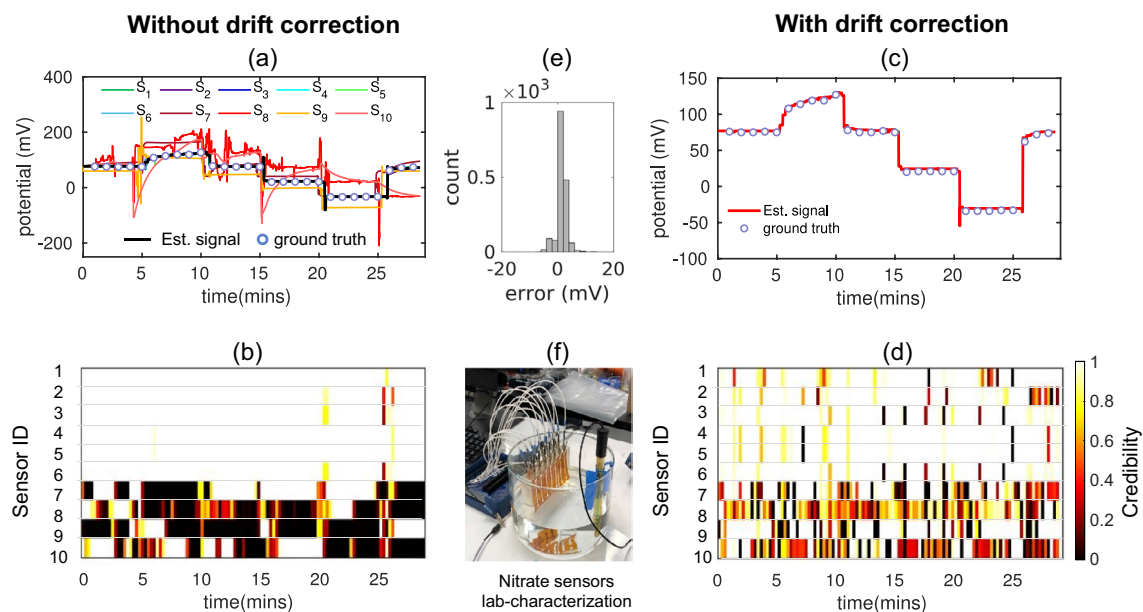 Without drift correction
With drift correction
(a)
(e)
(c)
400
200
0
-200
potential (mV)
S1 S2 S3 S4 S5
S6 S7 S8 S9 S10
Est. signal ground truth
0 5 10 15 20 25
time(mins)
×10³
1
0.5
0
count
-20 0 20
error (mV)
150
100
50
0
-50
-100
potential (mV)
Est. signal
ground truth
0 5 10 15 20 25
time(mins)
(b)
(f)
(d)
1
2
3
4
5
6
7
8
9
10
Sensor ID
0 5 10 15 20 25
time(mins)
Nitrate sensors
lab-characterization
1
2
3
4
5
6
7
8
9
10
Sensor ID
0 5 10 15 20 25
time(mins)
1
0.8
0.6
0.4
0.2
0
Credibility